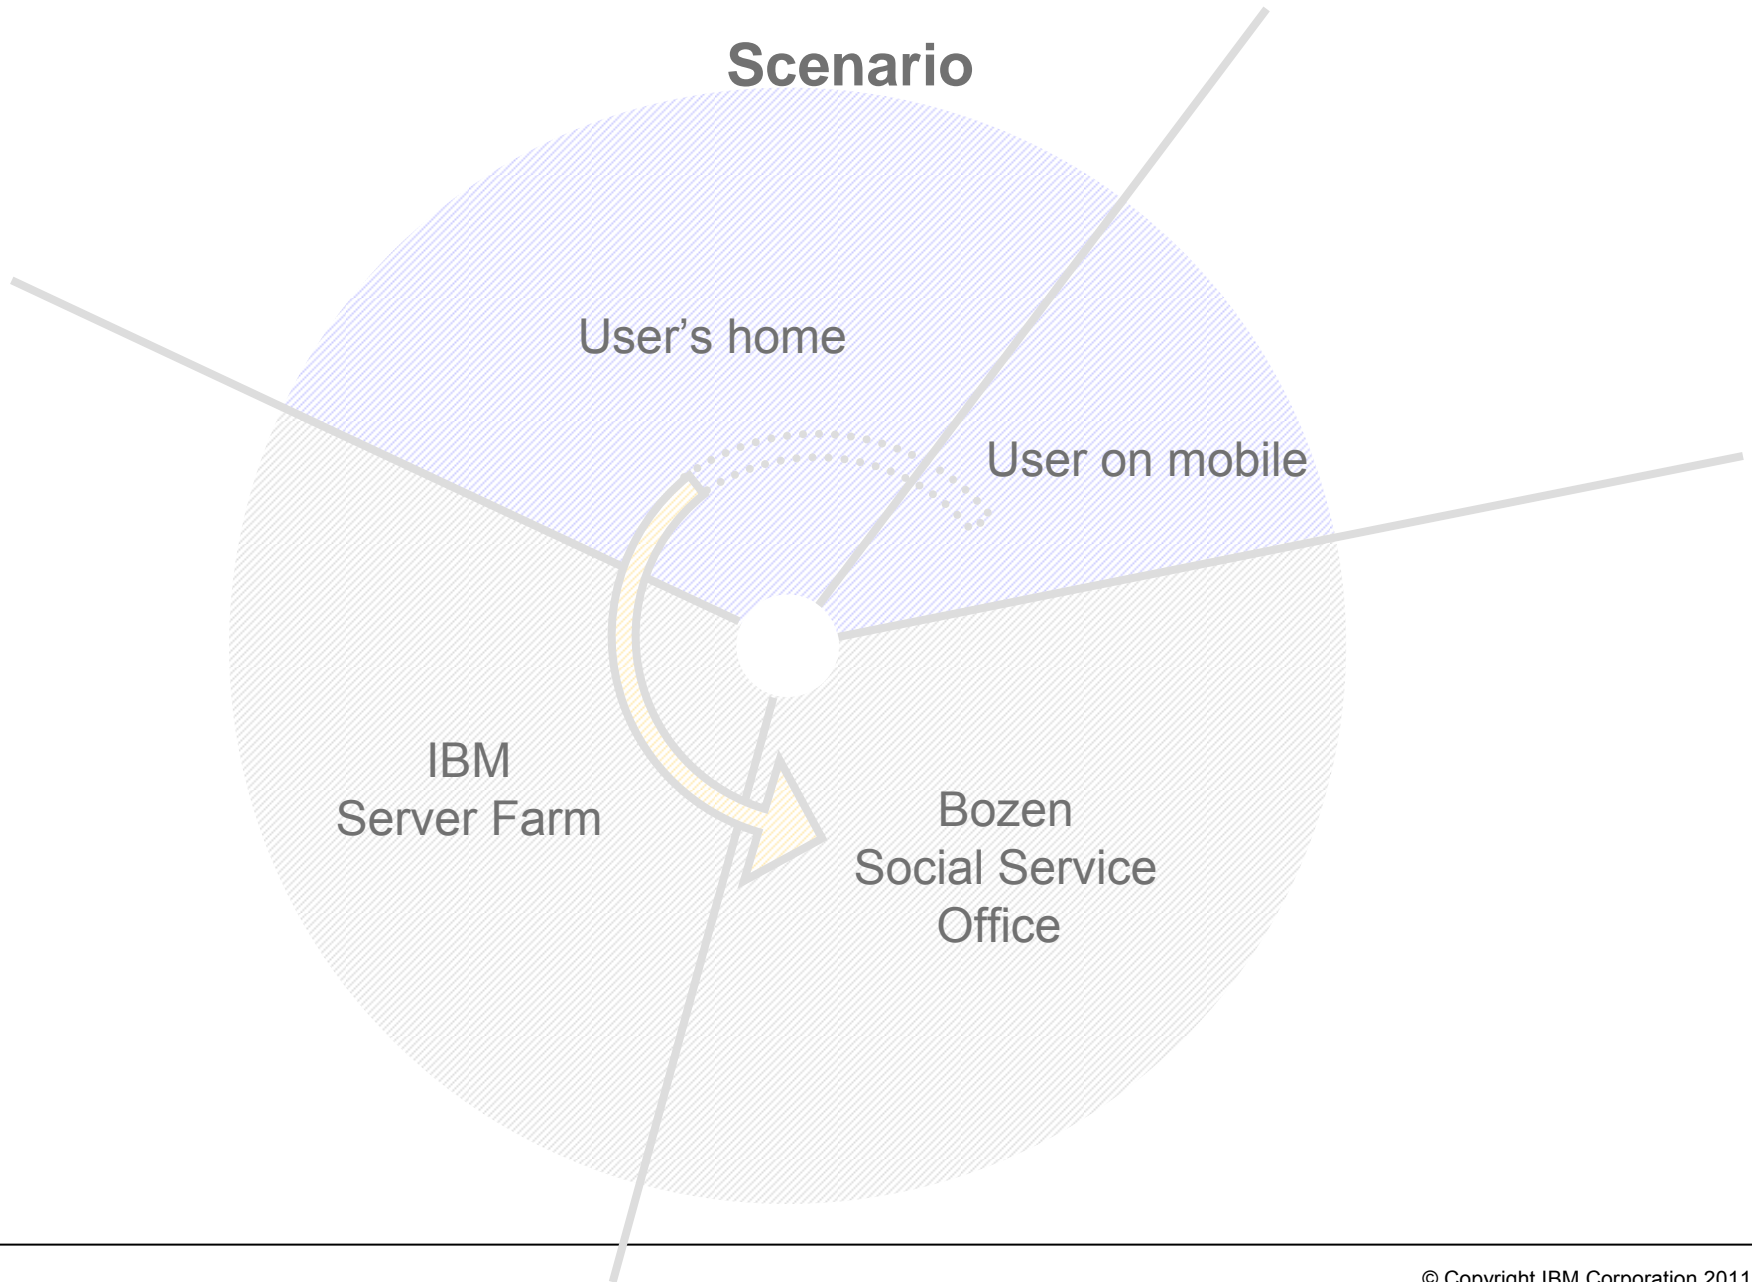 Scenario
User’s home
User on mobile
IBM
Server Farm
Bozen
Social Service
Office
© Copyright IBM Corporation 2011